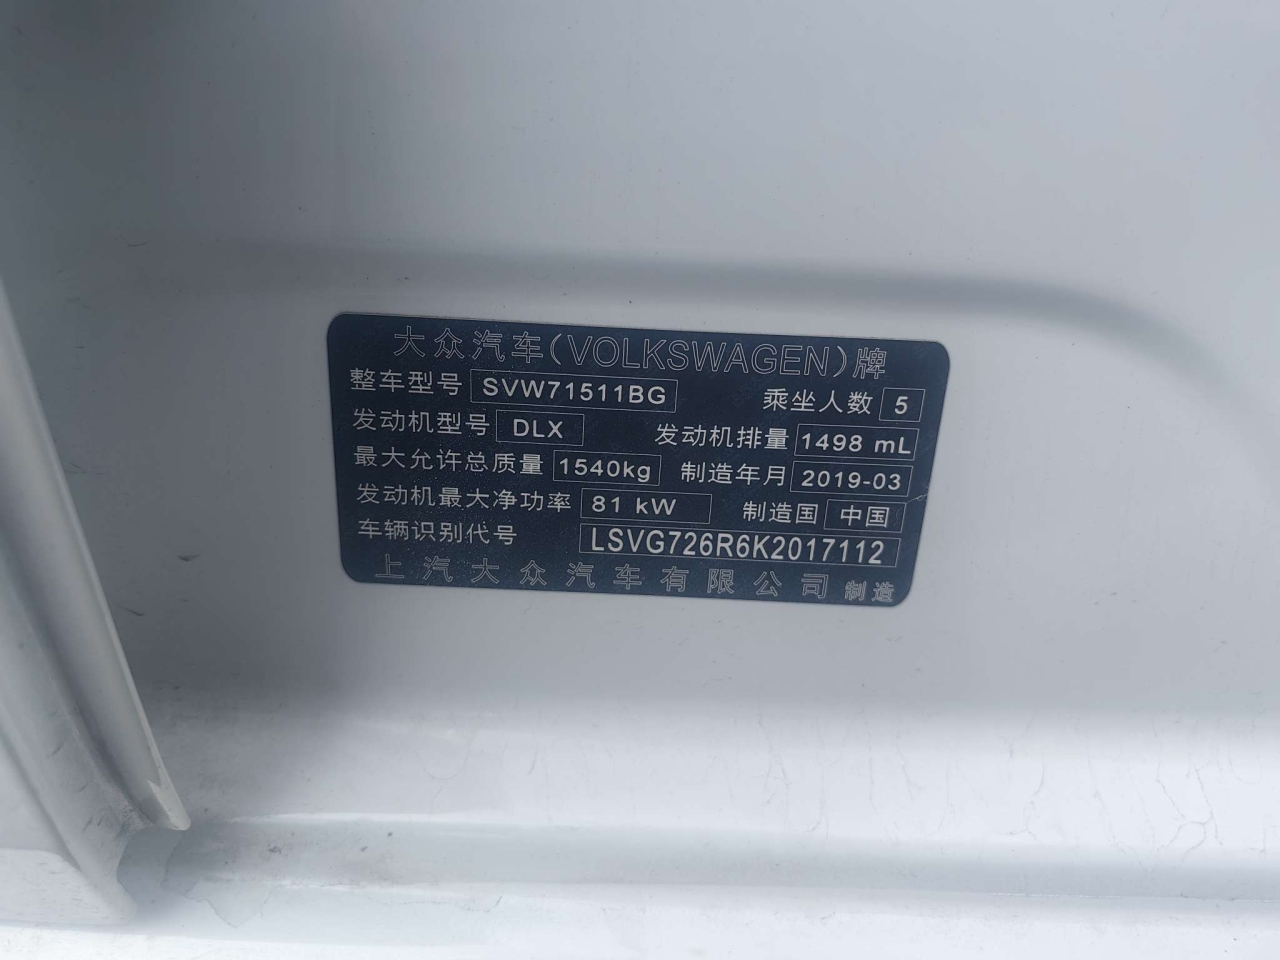 大众汽车(VOLKSWAGEN)牌
整车型号 SVW71511BG 乘坐人数 5
发动机型号 DLX 发动机排量 1498 mL
最大允许总质量 1540kg 制造年月 2019-03
发动机最大净功率 81 kW 制造国 中国
车辆识别代号 LSVG726R6K2017112
上汽大众汽车有限公司 制造